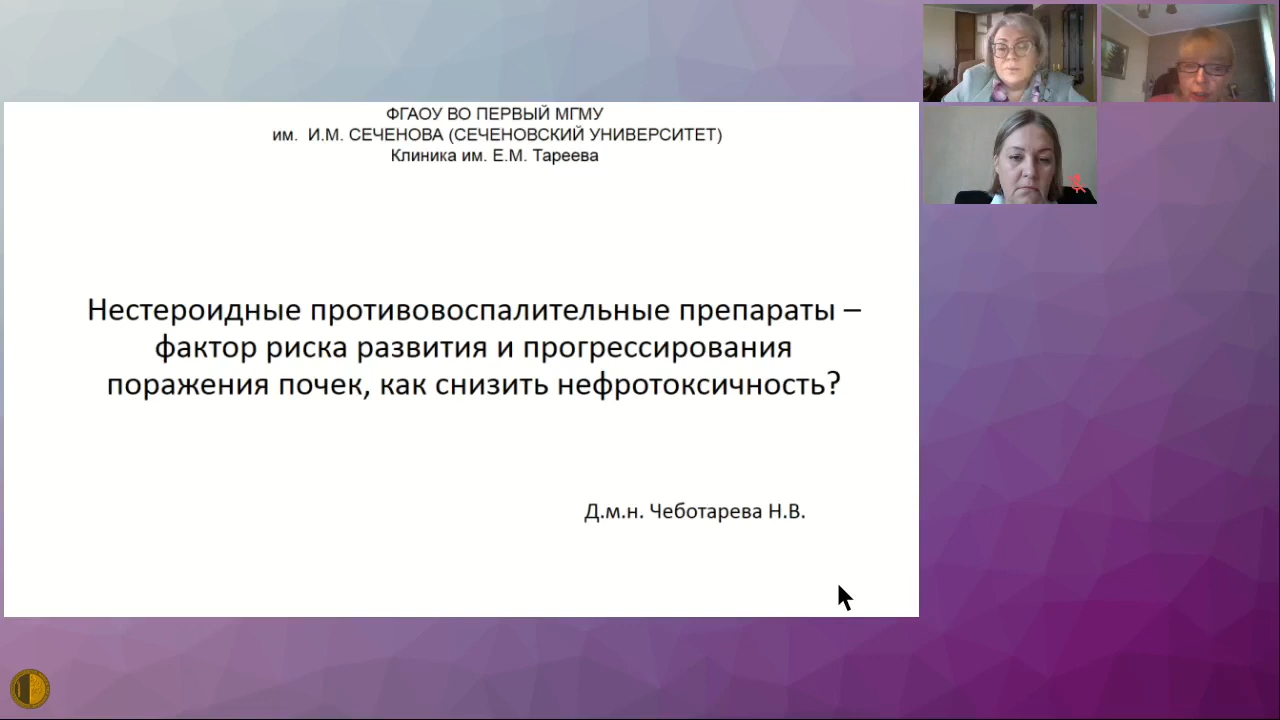 ФГАОУ ВО ПЕРВЫЙ МГМУ
им. И.М. СЕЧЕНОВА (СЕЧЕНОВСКИЙ УНИВЕРСИТЕТ)
Клиника им. Е.М. Тареева
Нестероидные противовоспалительные препараты –
фактор риска развития и прогрессирования
поражения почек, как снизить нефротоксичность?
Д.м.н. Чеботарева Н.В.